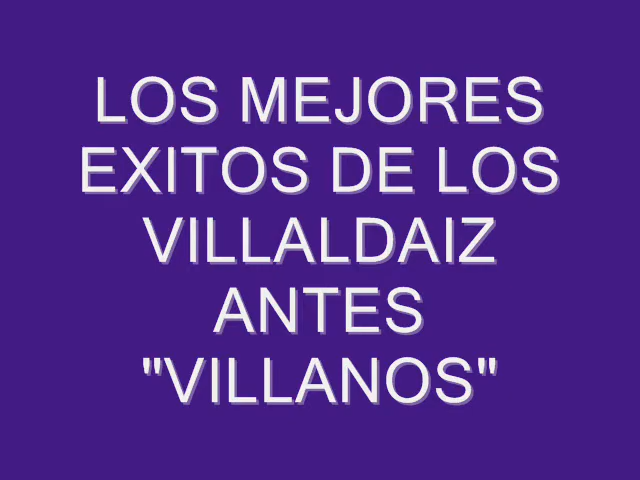 LOS MEJORES
EXITOS DE LOS
VILLALDAIZ
ANTES
"VILLANOS"